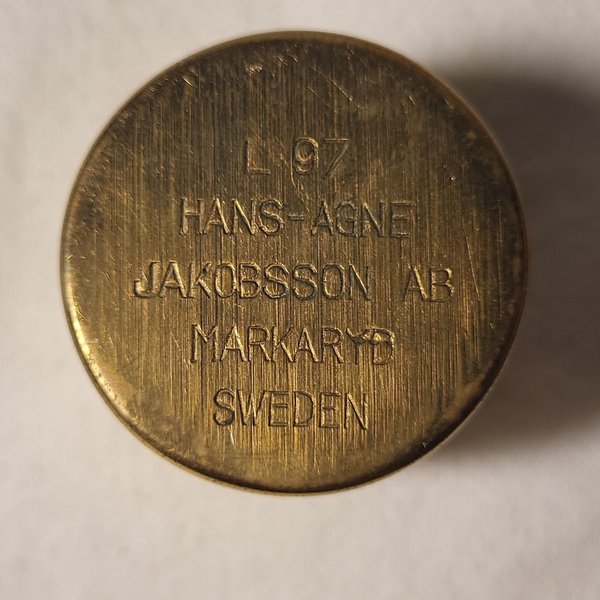 L 97
HANS-AGNE
JAKOBSSON AB
MARKARYD
SWEDEN